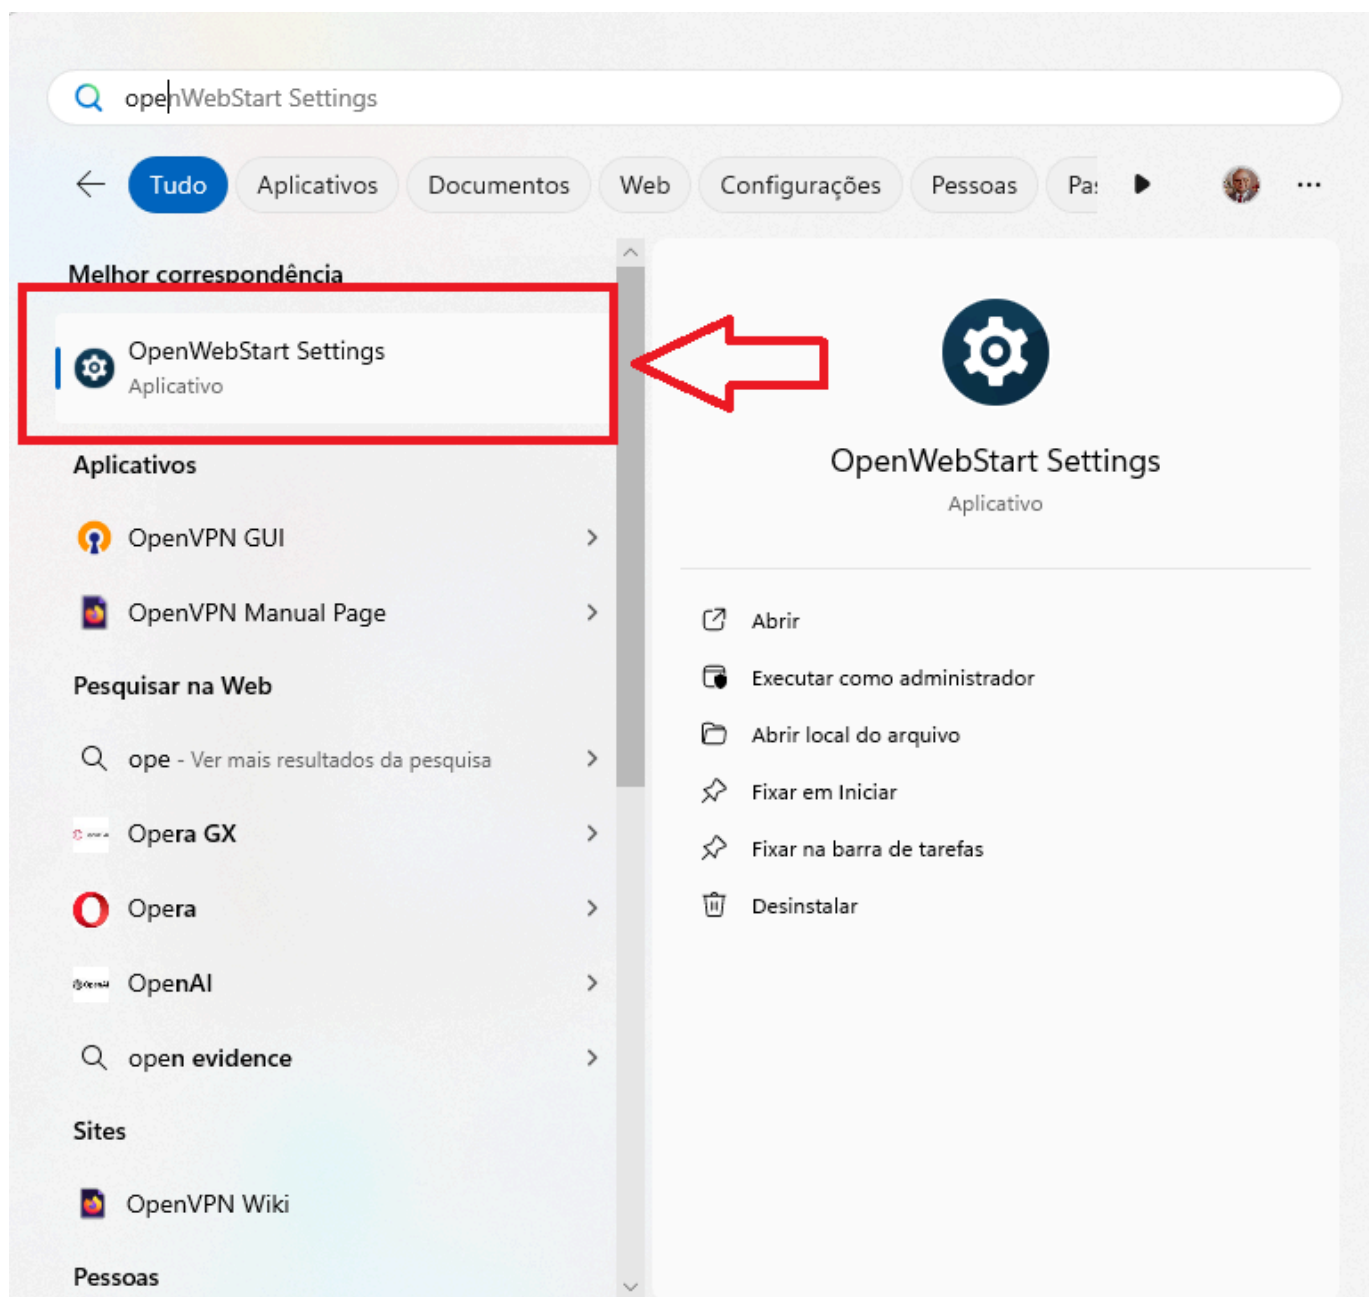 openWebStart Settings
Tudo Aplicativos Documentos Web Configurações Pessoas
Melhor correspondência
OpenWebStart Settings
Aplicativo
Aplicativos
OpenVPN GUI
OpenVPN Manual Page
Pesquisar na Web
ope - Ver mais resultados da pesquisa
Opera GX
Opera
OpenAI
open evidence
Sites
OpenVPN Wiki
Pessoas
OpenWebStart Settings
Aplicativo
Abrir
Executar como administrador
Abrir local do arquivo
Fixar em Iniciar
Fixar na barra de tarefas
Desinstalar